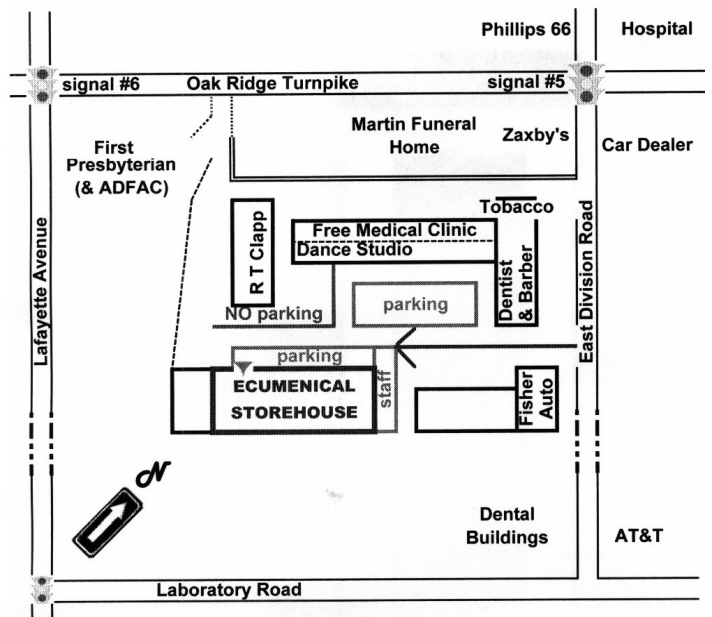 Phillips 66
Hospital
signal #6
Oak Ridge Turnpike
signal #5
First
Presbyterian
(& ADFAC)
Martin Funeral
Home
Zaxby's
Car Dealer
Lafayette Avenue
R T Clapp
Free Medical Clinic
Dance Studio
Tobacco
Dentist
& Barber
East Division Road
NO parking
parking
parking
ECUMENICAL
STOREHOUSE
staff
Fisher
Auto
N
Dental
Buildings
AT&T
Laboratory Road